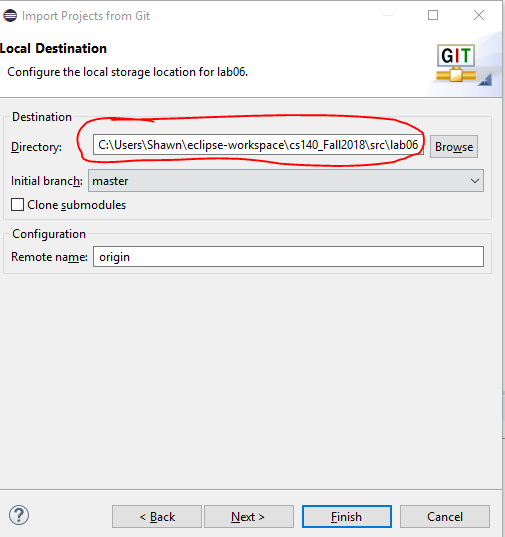 Import Projects from Git
Local Destination
Configure the local storage location for lab06.
GIT
Destination
Directory: C:\Users\Shawn\eclipse-workspace\cs140_Fall2018\src\lab06 Browse
Initial branch: master
Clone submodules
Configuration
Remote name: origin
? < Back Next > Finish Cancel